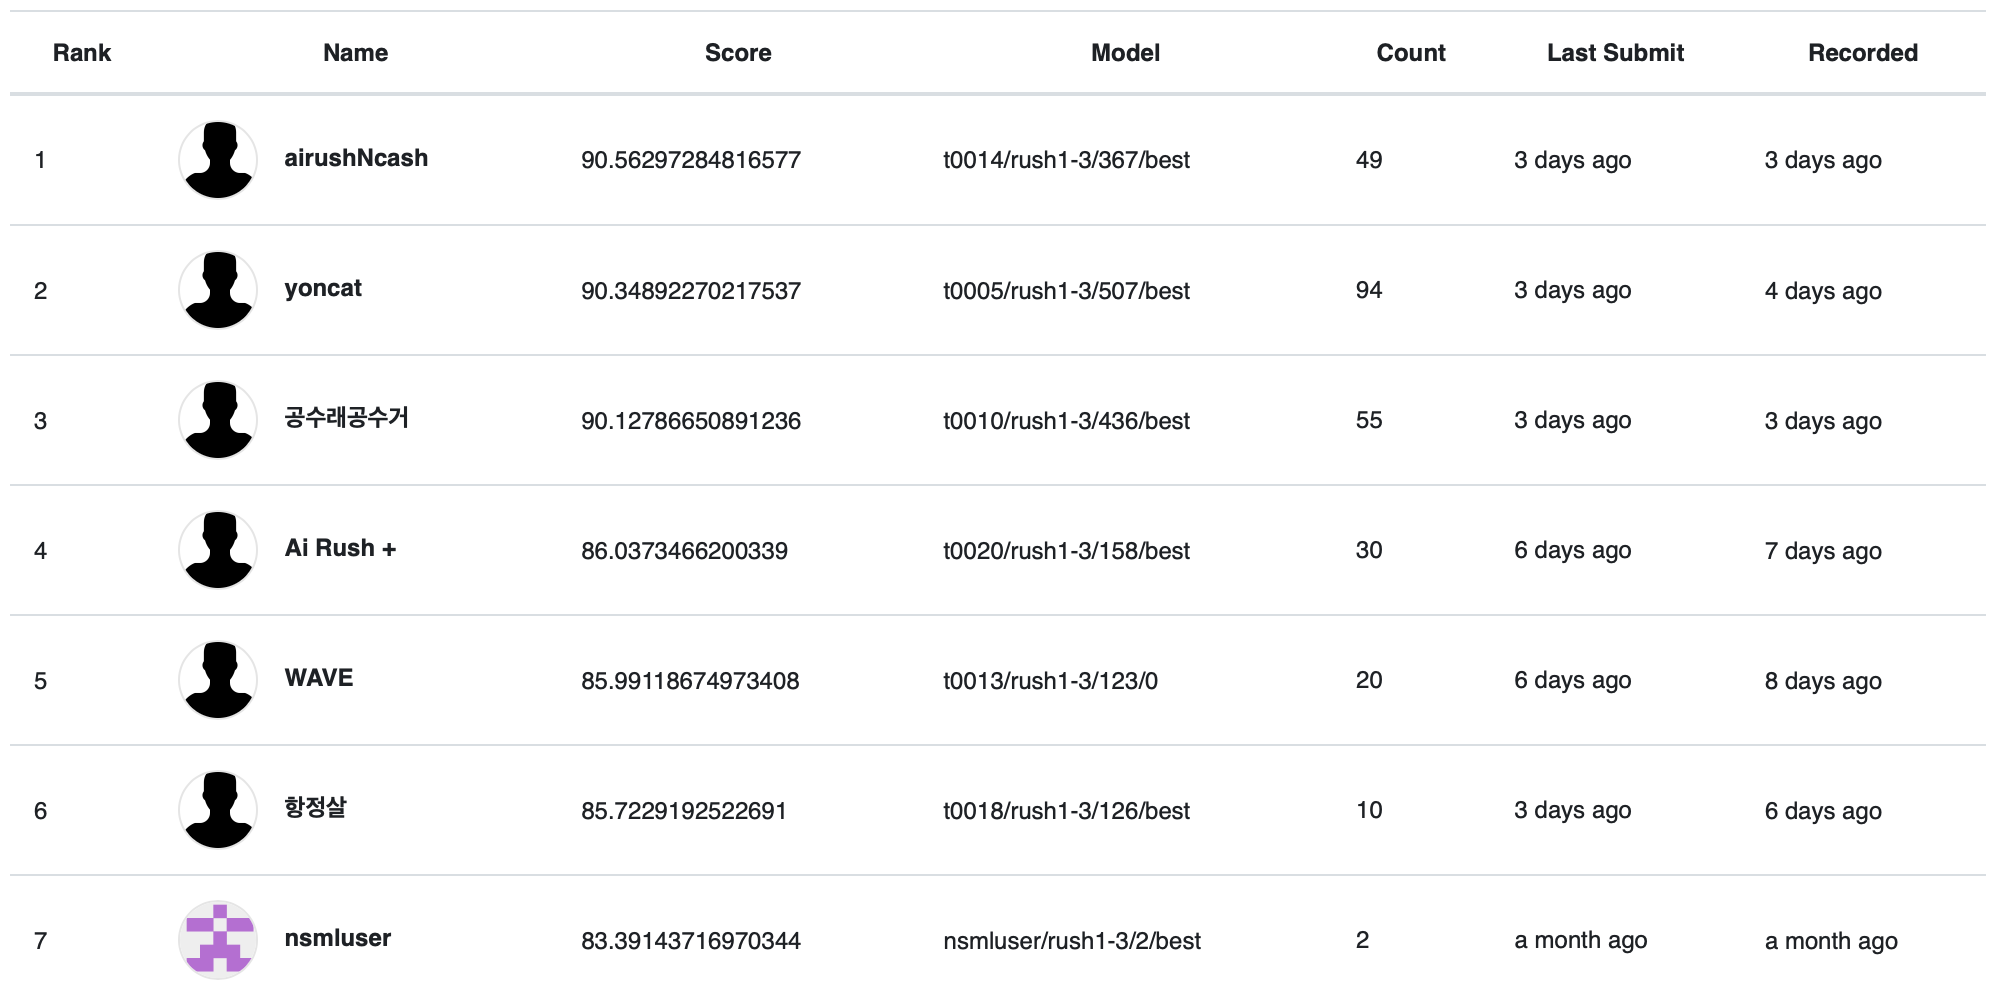 Rank Name Score Model Count Last Submit Recorded
1 airushNcash 90.56297284816577 t0014/rush1-3/367/best 49 3 days ago 3 days ago
2 yoncat 90.34892270217537 t0005/rush1-3/507/best 94 3 days ago 4 days ago
3 공수래공수거 90.12786650891236 t0010/rush1-3/436/best 55 3 days ago 3 days ago
4 Ai Rush + 86.0373466200339 t0020/rush1-3/158/best 30 6 days ago 7 days ago
5 WAVE 85.99118674973408 t0013/rush1-3/123/0 20 6 days ago 8 days ago
6 항정살 85.7229192522691 t0018/rush1-3/126/best 10 3 days ago 6 days ago
7 nsmluser 83.39143716970344 nsmluser/rush1-3/2/best 2 a month ago a month ago